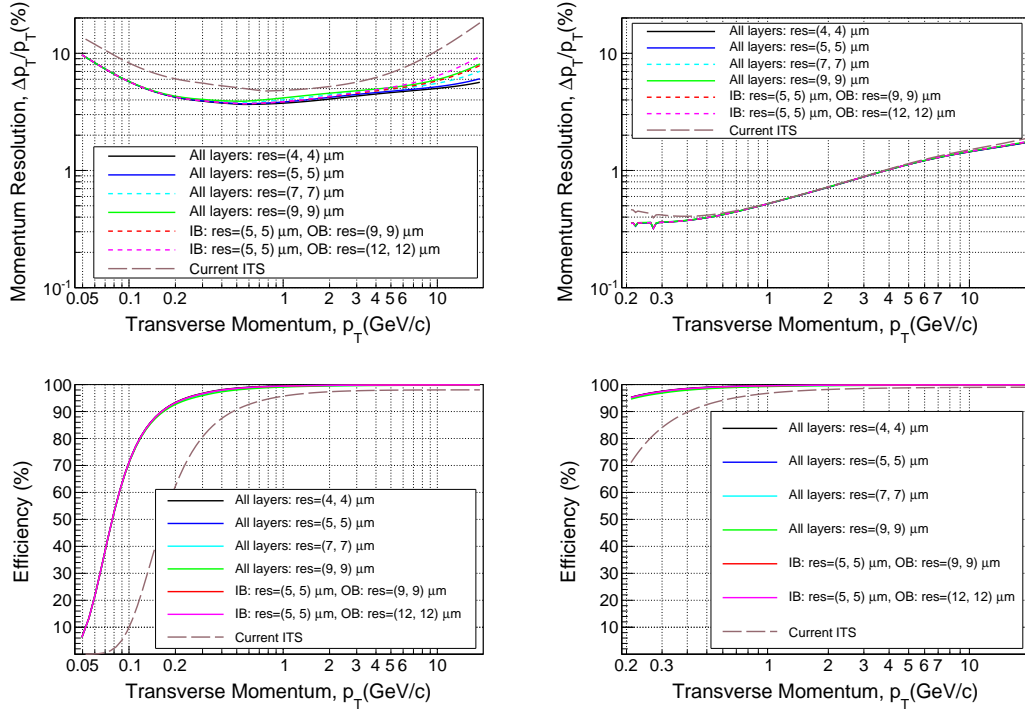 Momentum Resolution, Δp_T/p_T(%)
10
1
10^-1
All layers: res=(4, 4) μm
All layers: res=(5, 5) μm
All layers: res=(7, 7) μm
All layers: res=(9, 9) μm
IB: res=(5, 5) μm, OB: res=(9, 9) μm
IB: res=(5, 5) μm, OB: res=(12, 12) μm
Current ITS
0.05 0.1 0.2 1 2 3 4 5 6 10
Transverse Momentum, p_T(GeV/c)
Momentum Resolution, Δp_T/p_T(%)
10
1
10^-1
All layers: res=(4, 4) μm
All layers: res=(5, 5) μm
All layers: res=(7, 7) μm
All layers: res=(9, 9) μm
IB: res=(5, 5) μm, OB: res=(9, 9) μm
IB: res=(5, 5) μm, OB: res=(12, 12) μm
Current ITS
0.2 0.3 1 2 3 4 5 6 7 10
Transverse Momentum, p_T(GeV/c)
Efficiency (%)
100
90
80
70
60
50
40
30
20
10
All layers: res=(4, 4) μm
All layers: res=(5, 5) μm
All layers: res=(7, 7) μm
All layers: res=(9, 9) μm
IB: res=(5, 5) μm, OB: res=(9, 9) μm
IB: res=(5, 5) μm, OB: res=(12, 12) μm
Current ITS
0.05 0.1 0.2 1 2 3 4 5 6 10
Transverse Momentum, p_T(GeV/c)
Efficiency (%)
100
90
80
70
60
50
40
30
20
10
All layers: res=(4, 4) μm
All layers: res=(5, 5) μm
All layers: res=(7, 7) μm
All layers: res=(9, 9) μm
IB: res=(5, 5) μm, OB: res=(9, 9) μm
IB: res=(5, 5) μm, OB: res=(12, 12) μm
Current ITS
0.2 0.3 1 2 3 4 5 6 7 10
Transverse Momentum, p_T(GeV/c)